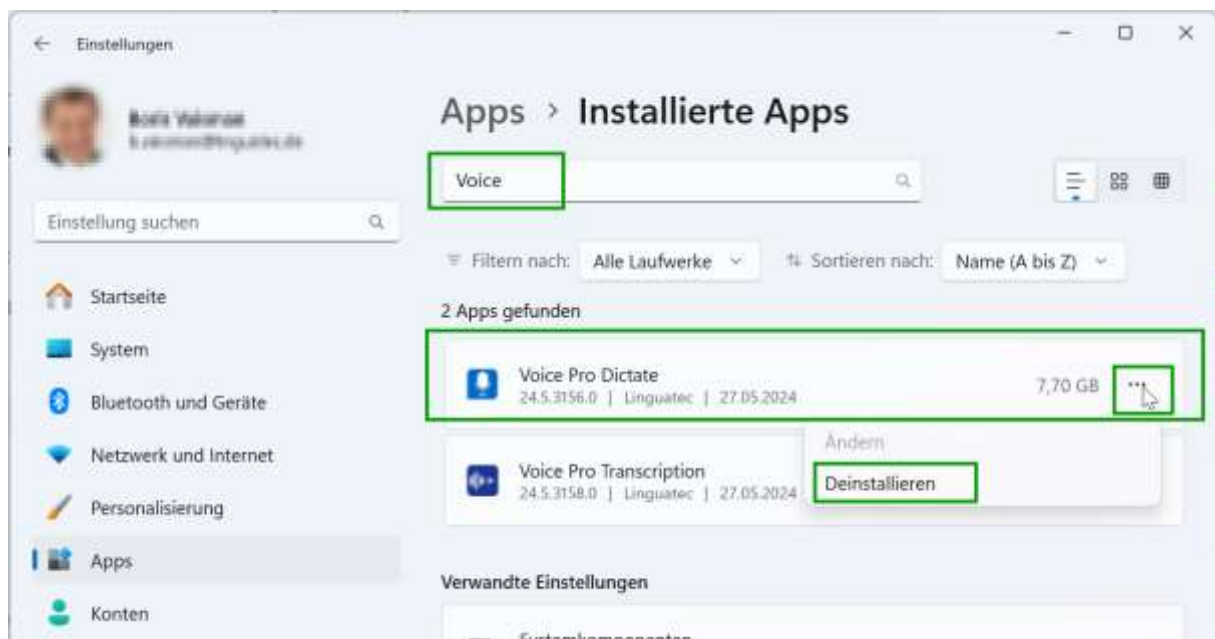 Einstellungen
Apps > Installierte Apps
Voice
Einstellung suchen
Filtern nach: Alle Laufwerke
Sortieren nach: Name (A bis Z)
Startseite
2 Apps gefunden
System
Voice Pro Dictate
24.5.3156.0 | Linguatec | 27.05.2024
7,70 GB
Bluetooth und Geräte
Ändern
Netzwerk und Internet
Voice Pro Transcription
24.5.3158.0 | Linguatec | 27.05.2024
Deinstallieren
Personalisierung
Apps
Verwandte Einstellungen
Konten
Systemkomponenten